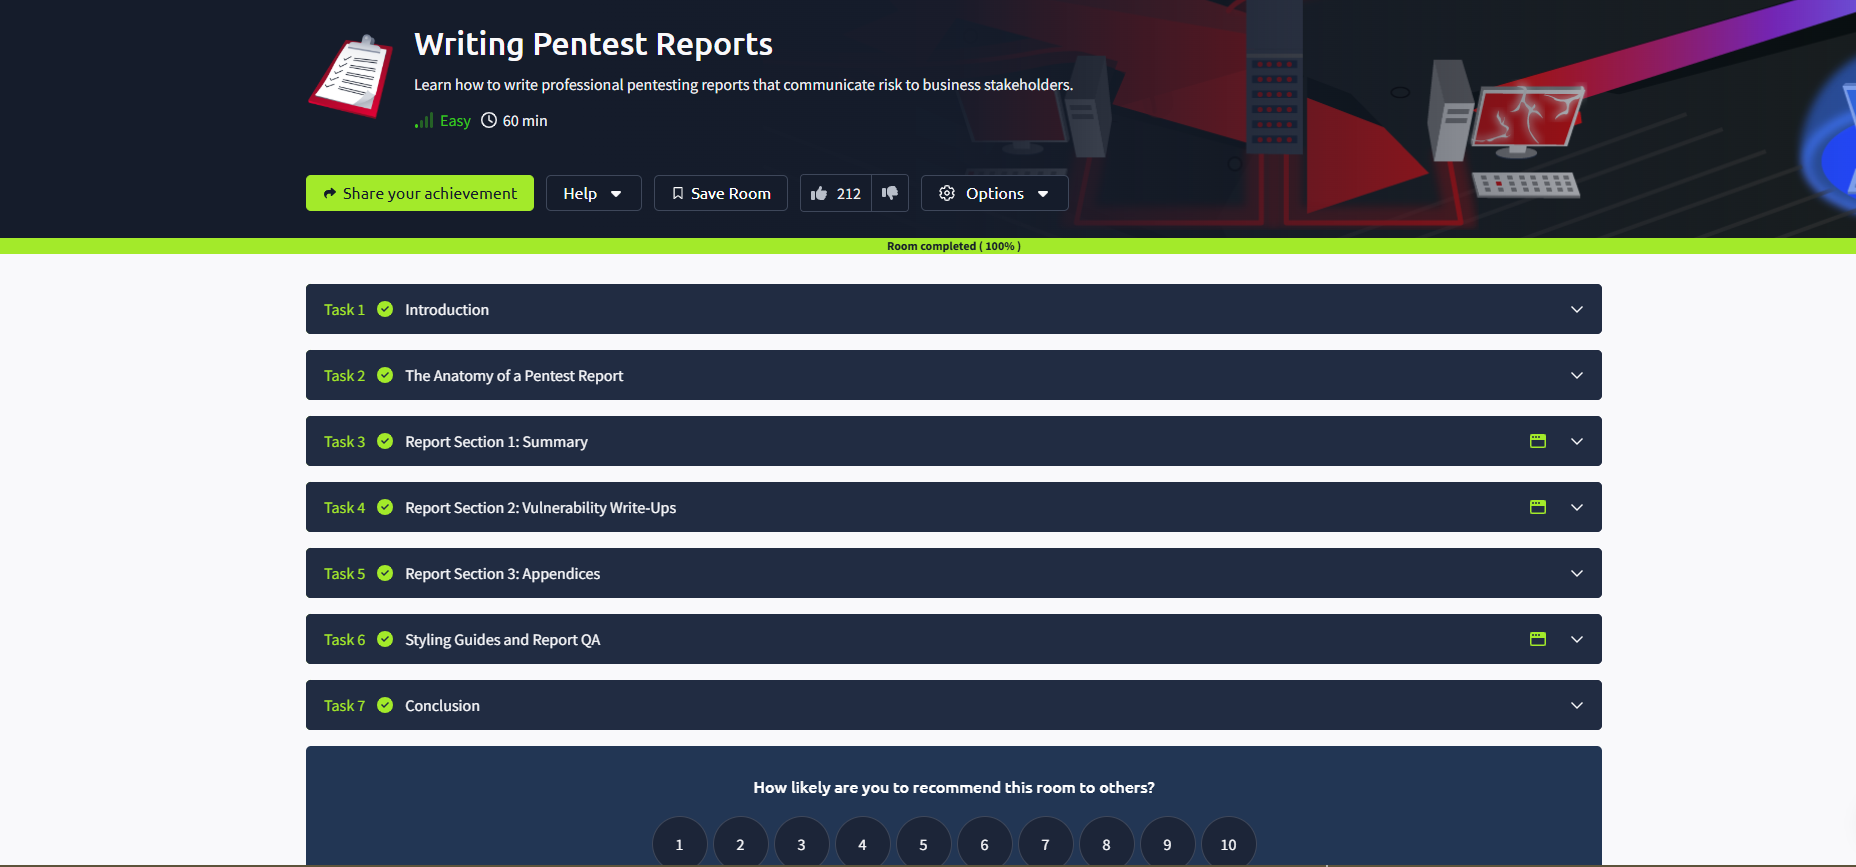 Writing Pentest Reports
Learn how to write professional pentesting reports that communicate risk to business stakeholders.
Easy 60 min
Share your achievement Help Save Room 212 Options
Room completed ( 100% )
Task 1 Introduction
Task 2 The Anatomy of a Pentest Report
Task 3 Report Section 1: Summary
Task 4 Report Section 2: Vulnerability Write-Ups
Task 5 Report Section 3: Appendices
Task 6 Styling Guides and Report QA
Task 7 Conclusion
How likely are you to recommend this room to others?
1 2 3 4 5 6 7 8 9 10